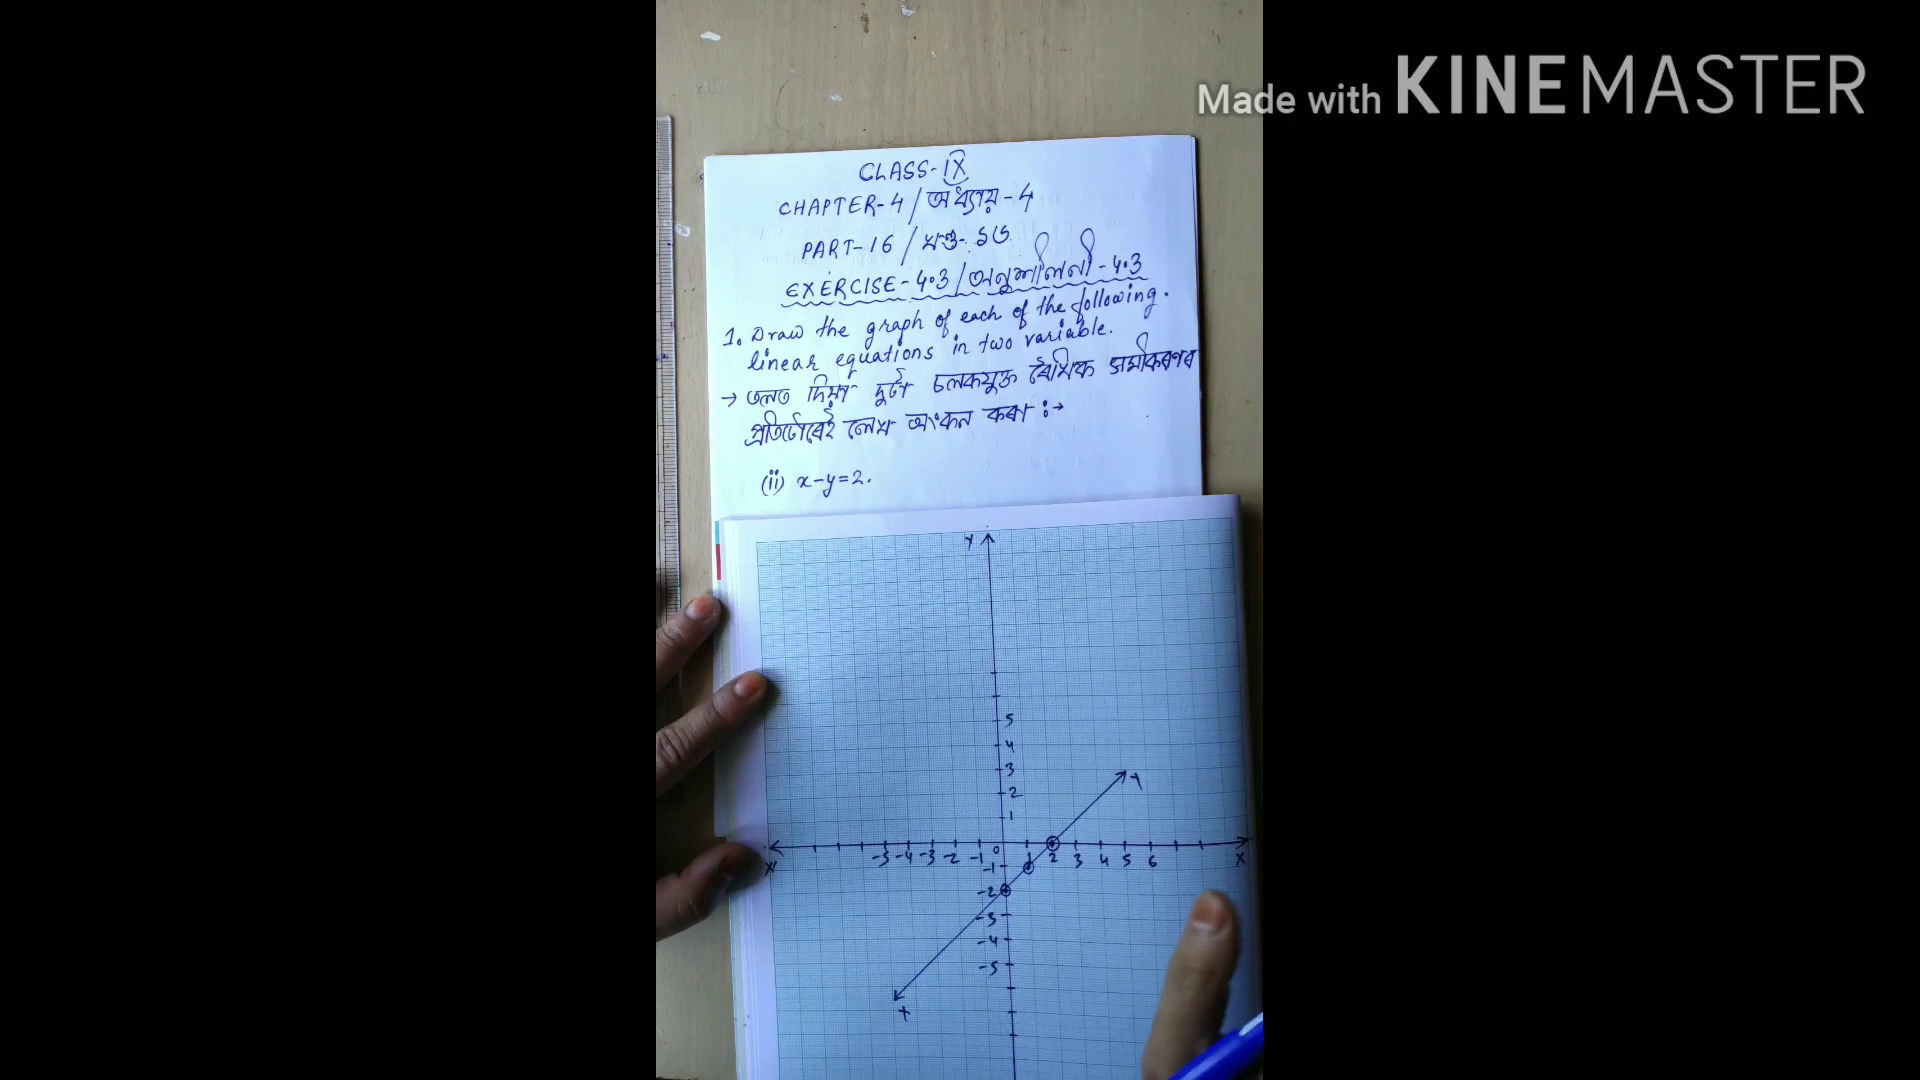 Made with KINEMASTER
CLASS-IX
CHAPTER-4/অধ্যায়-4
PART-16/খণ্ড-১৬
EXERCISE-4.3/অনুশীলনী-4.3
1. Draw the graph of each of the following.
linear equations in two variable.
→ তলত দিয়া দুটা চলকযুক্ত ৰৈখিক সমীকৰণৰ
প্ৰতিটোৰেই লেখ অংকন কৰা :→
(ii) x-y=2.
Y
5
4
3
2
1
X' -5 -4 -3 -2 -1 0 1 2 3 4 5 6 X
-1
-2
-3
-4
-5